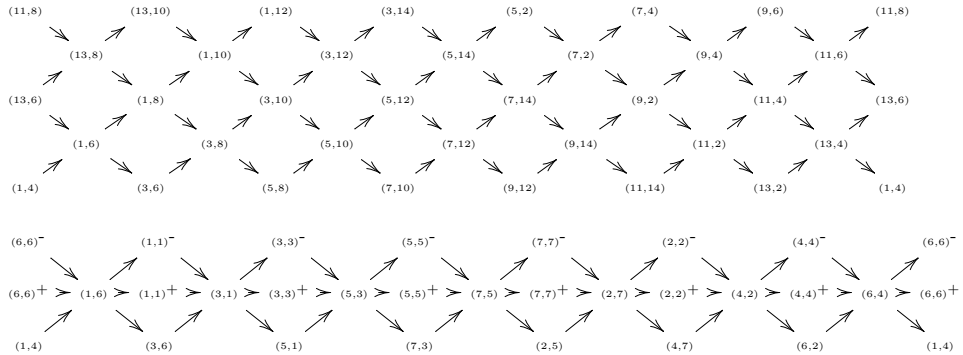 (11,8) (13,10) (1,12) (3,14) (5,2) (7,4) (9,6) (11,8)
(13,8) (1,10) (3,12) (5,14) (7,2) (9,4) (11,6)
(13,6) (1,8) (3,10) (5,12) (7,14) (9,2) (11,4) (13,6)
(1,6) (3,8) (5,10) (7,12) (9,14) (11,2) (13,4)
(1,4) (3,6) (5,8) (7,10) (9,12) (11,14) (13,2) (1,4)
(6,6)⁻ (1,1)⁻ (3,3)⁻ (5,5)⁻ (7,7)⁻ (2,2)⁻ (4,4)⁻ (6,6)⁻
(6,6)⁺ (1,6) (1,1)⁺ (3,1) (3,3)⁺ (5,3) (5,5)⁺ (7,5) (7,7)⁺ (2,7) (2,2)⁺ (4,2) (4,4)⁺ (6,4) (6,6)⁺
(1,4) (3,6) (5,1) (7,3) (2,5) (4,7) (6,2) (1,4)